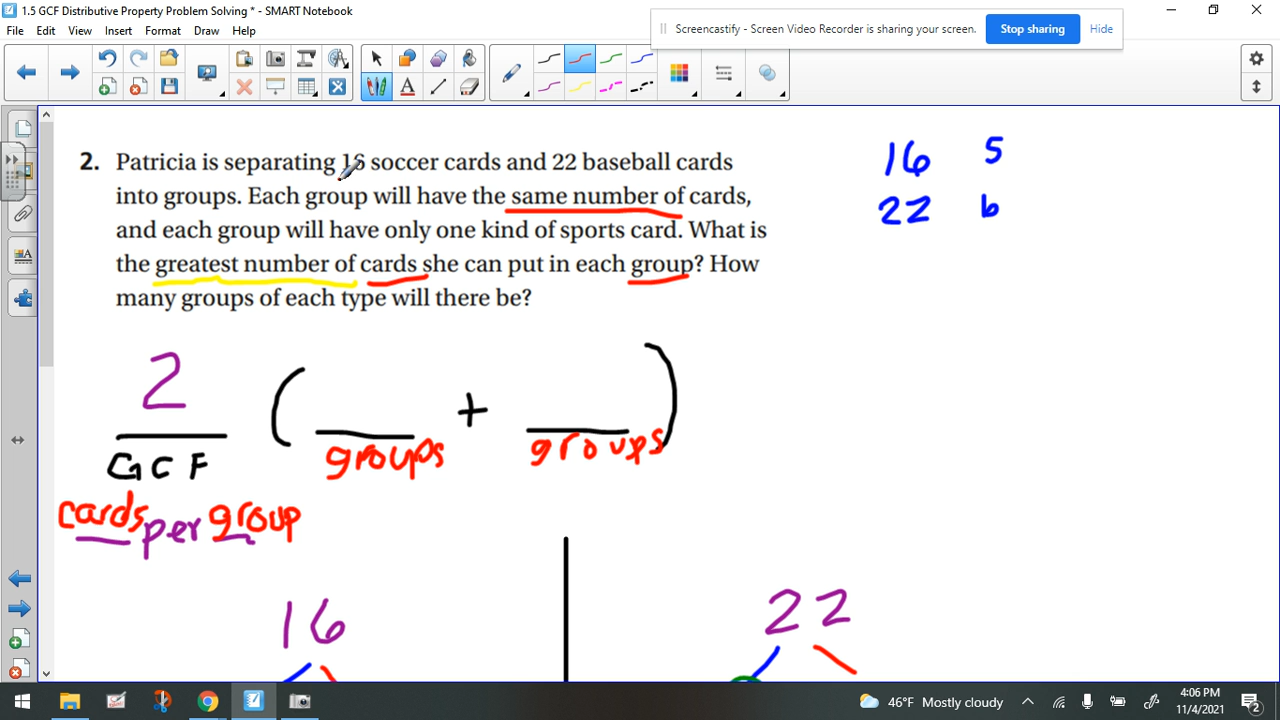 1.5 GCF Distributive Property Problem Solving * - SMART Notebook
Screencastify - Screen Video Recorder is sharing your screen. Stop sharing Hide
File Edit View Insert Format Tools Add-ons Draw Help
2. Patricia is separating 16 soccer cards and 22 baseball cards
into groups. Each group will have the same number of cards,
and each group will have only one kind of sports card. What is
the greatest number of cards she can put in each group? How
many groups of each type will there be?
16 S
22 b
2 ( + )
GCF groups groups
cards per group
16 22
46°F Mostly cloudy
4:06 PM
11/4/2021
2